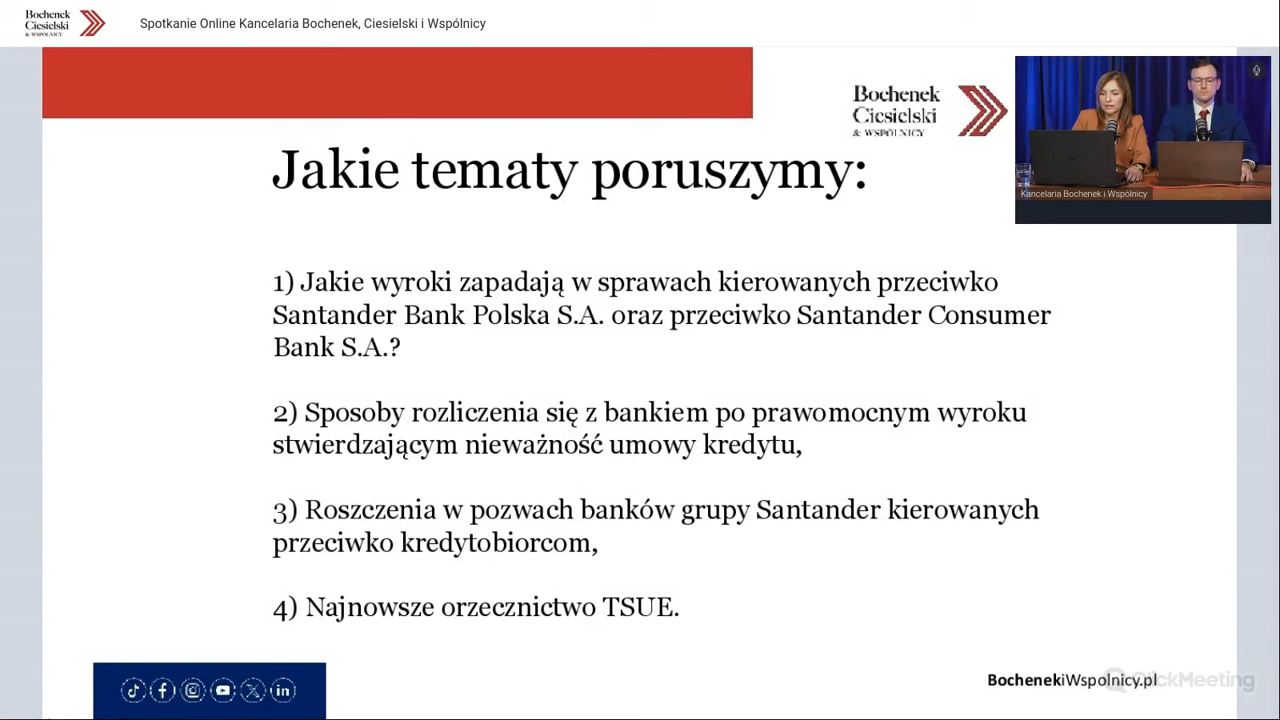 Bochenek
Ciesielski
& WSPÓLNICY
Spotkanie Online Kancelaria Bochenek, Ciesielski i Wspólnicy
Bochenek
Ciesielski
& WSPÓLNICY
Kancelaria Bochenek i Wspólnicy
Jakie tematy poruszymy:
1) Jakie wyroki zapadają w sprawach kierowanych przeciwko
Santander Bank Polska S.A. oraz przeciwko Santander Consumer
Bank S.A.?
2) Sposoby rozliczenia się z bankiem po prawomocnym wyroku
stwierdzającym nieważność umowy kredytu,
3) Roszczenia w pozwach banków grupy Santander kierowanych
przeciwko kredytobiorcom,
4) Najnowsze orzecznictwo TSUE.
BochenekiWspolnicy.pl
ClickMeeting